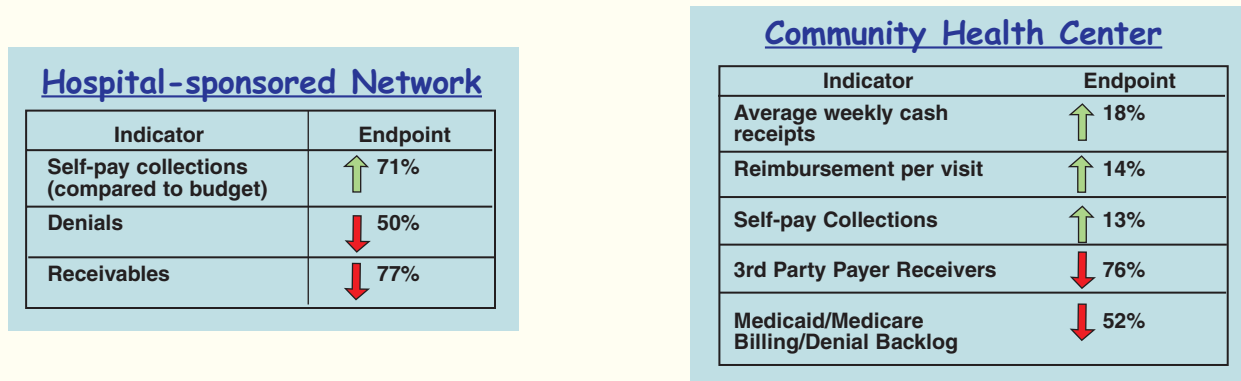 Hospital-sponsored Network
Indicator Endpoint
Self-pay collections
(compared to budget)
71%
Denials 50%
Receivables 77%
Community Health Center
Indicator Endpoint
Average weekly cash
receipts
18%
Reimbursement per visit 14%
Self-pay Collections 13%
3rd Party Payer Receivers 76%
Medicaid/Medicare
Billing/Denial Backlog
52%